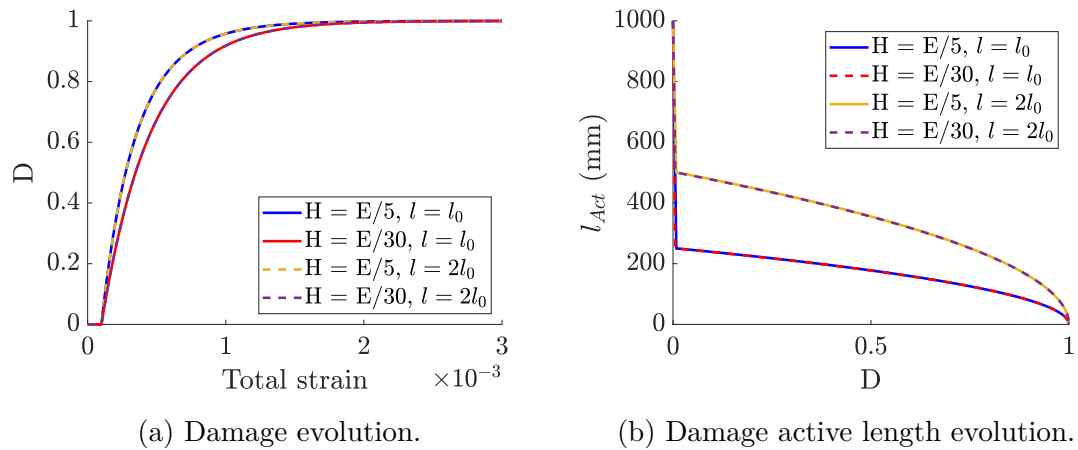 1
0.8
0.6
0.4
0.2
0
D
0 1 2 3
Total strain ×10⁻³
H = E/5, l = l₀
H = E/30, l = l₀
H = E/5, l = 2l₀
H = E/30, l = 2l₀
(a) Damage evolution.
1000
800
600
400
200
0
l_Act (mm)
0 0.5 1
D
H = E/5, l = l₀
H = E/30, l = l₀
H = E/5, l = 2l₀
H = E/30, l = 2l₀
(b) Damage active length evolution.